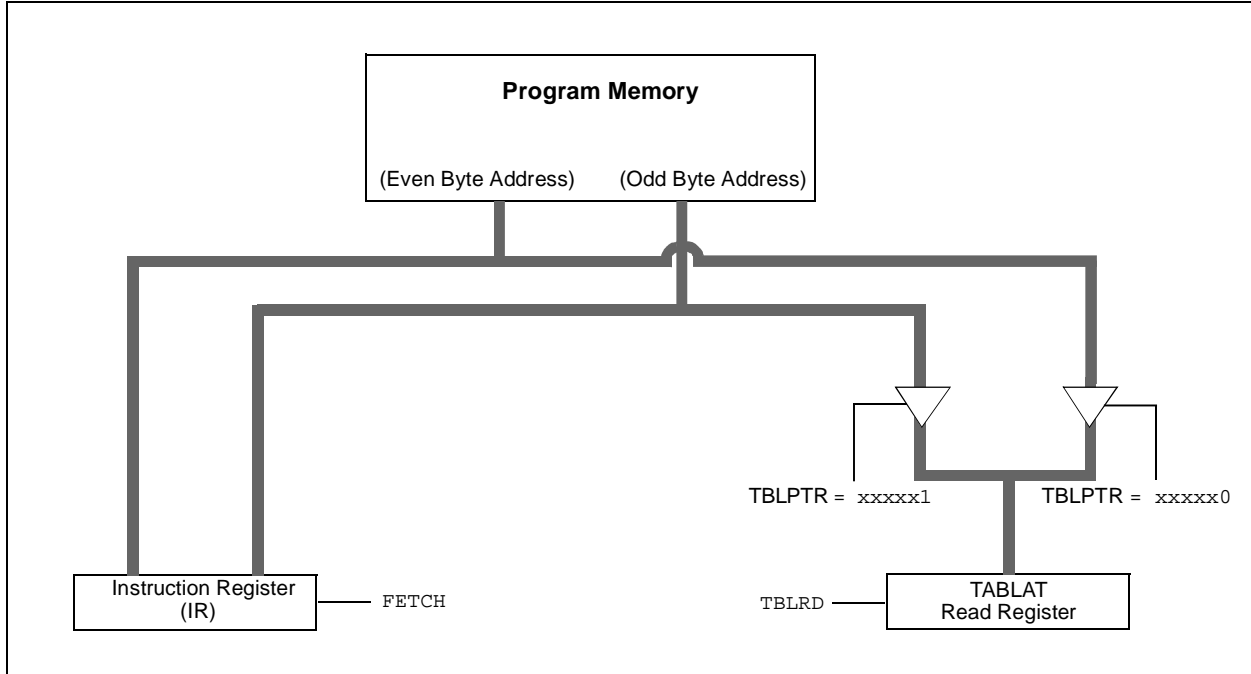 Program Memory
(Even Byte Address) (Odd Byte Address)
TBLPTR = xxxxx1
TBLPTR = xxxxx0
Instruction Register
(IR)
FETCH
TBLRD
TABLAT
Read Register